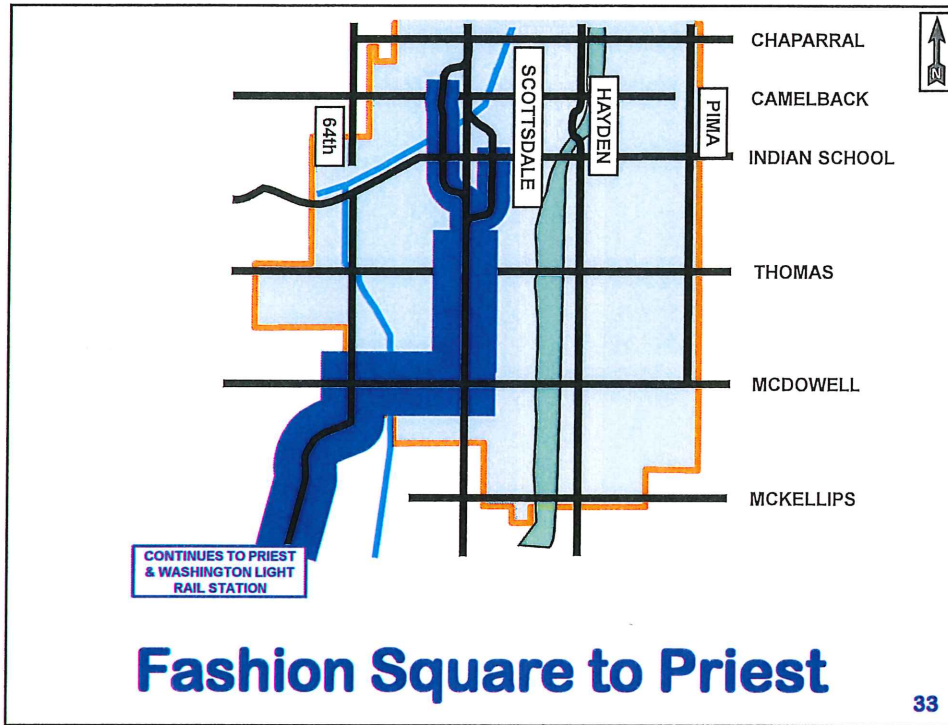 CHAPARRAL
N
SCOTTSDALE
HAYDEN
PIMA
CAMELBACK
64th
INDIAN SCHOOL
THOMAS
MCDOWELL
MCKELLIPS
CONTINUES TO PRIEST
& WASHINGTON LIGHT
RAIL STATION
Fashion Square to Priest
33